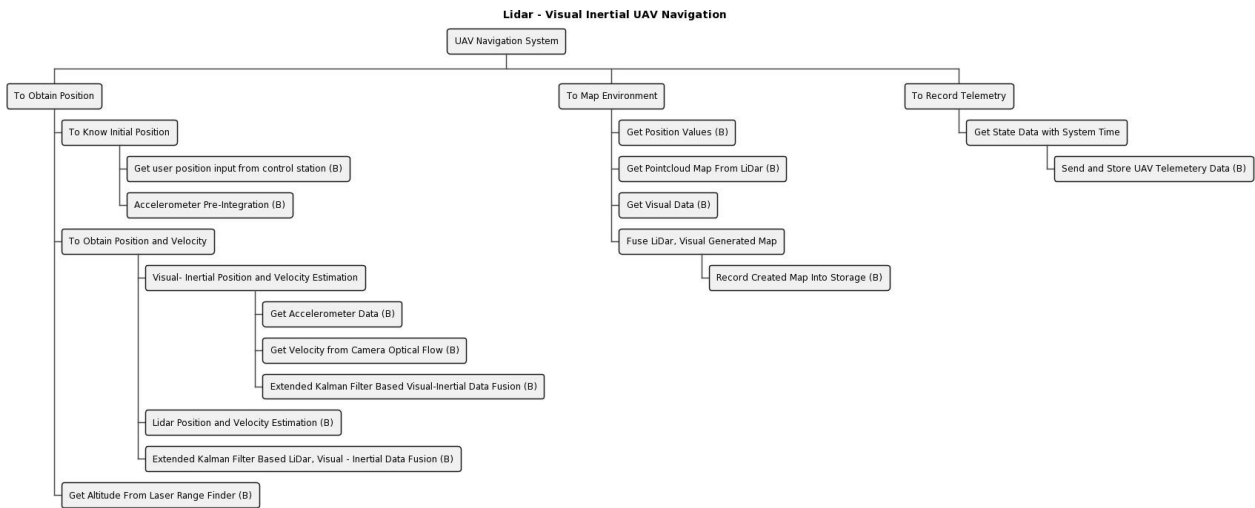 Lidar - Visual Inertial UAV Navigation
UAV Navigation System
To Obtain Position
To Know Initial Position
Get user position input from control station (B)
Accelerometer Pre-Integration (B)
To Obtain Position and Velocity
Visual- Inertial Position and Velocity Estimation
Get Accelerometer Data (B)
Get Velocity from Camera Optical Flow (B)
Extended Kalman Filter Based Visual-Inertial Data Fusion (B)
Lidar Position and Velocity Estimation (B)
Extended Kalman Filter Based LiDar, Visual - Inertial Data Fusion (B)
Get Altitude From Laser Range Finder (B)
To Map Environment
Get Position Values (B)
Get Pointcloud Map From LiDar (B)
Get Visual Data (B)
Fuse LiDar, Visual Generated Map
Record Created Map Into Storage (B)
To Record Telemetry
Get State Data with System Time
Send and Store UAV Telemetery Data (B)